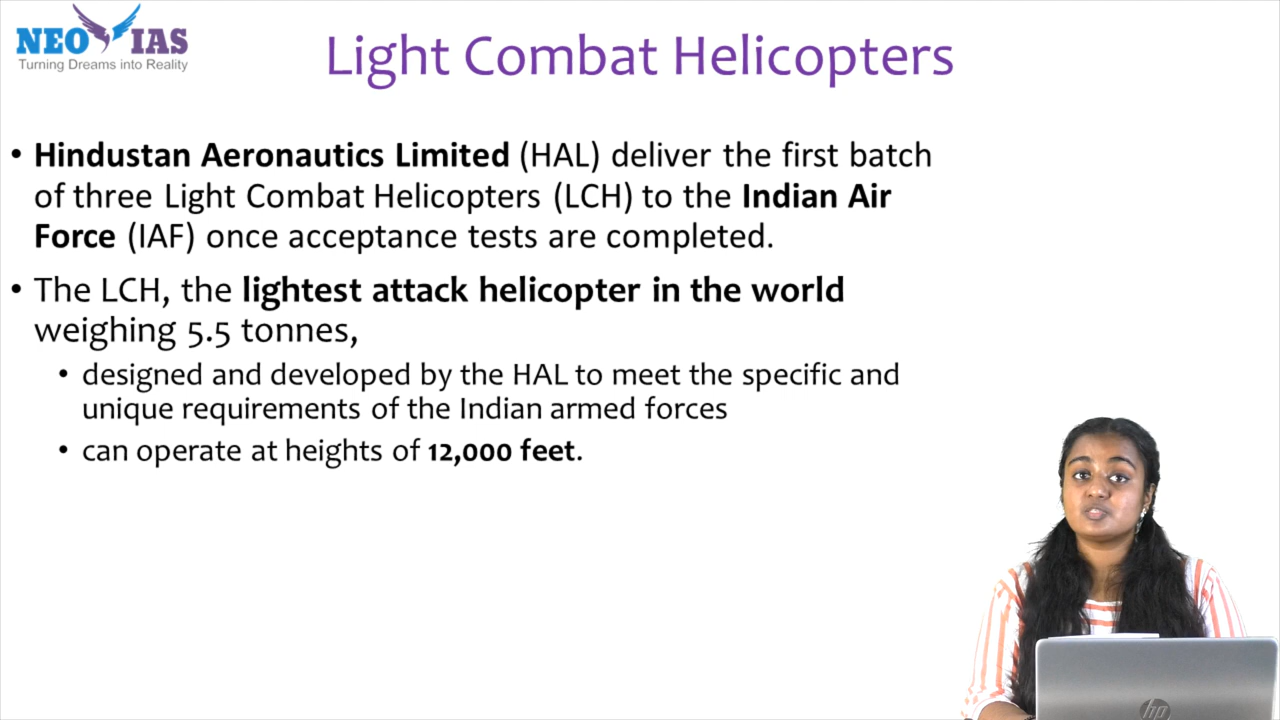 NEO IAS
Turning Dreams into Reality
Light Combat Helicopters
• Hindustan Aeronautics Limited (HAL) deliver the first batch
of three Light Combat Helicopters (LCH) to the Indian Air
Force (IAF) once acceptance tests are completed.
• The LCH, the lightest attack helicopter in the world
weighing 5.5 tonnes,
• designed and developed by the HAL to meet the specific and
unique requirements of the Indian armed forces
• can operate at heights of 12,000 feet.
hp